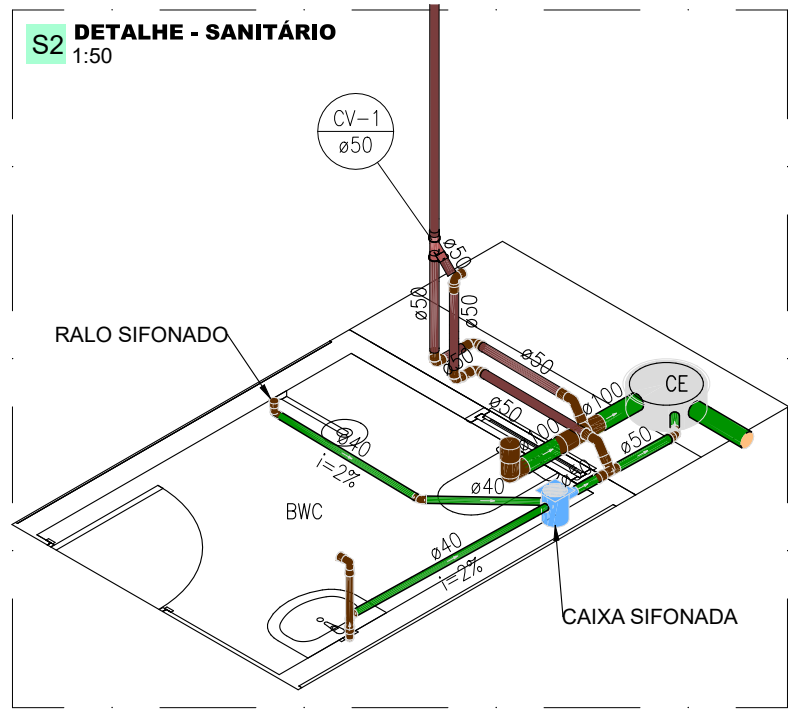 S2 DETALHE - SANITÁRIO
1:50
CV-1
ø50
ø50
ø50
ø50
RALO SIFONADO
ø50
ø50
CE
ø100
ø50
ø40
ø50
i=2%
ø40
BWC
ø40
i=2%
CAIXA SIFONADA